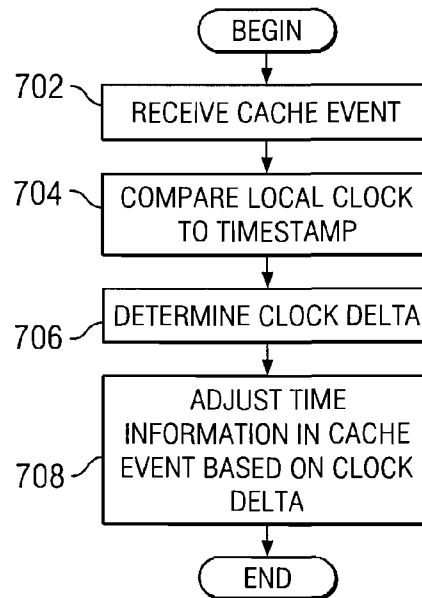 BEGIN
702
RECEIVE CACHE EVENT
704
COMPARE LOCAL CLOCK
TO TIMESTAMP
706
DETERMINE CLOCK DELTA
708
ADJUST TIME
INFORMATION IN CACHE
EVENT BASED ON CLOCK
DELTA
END